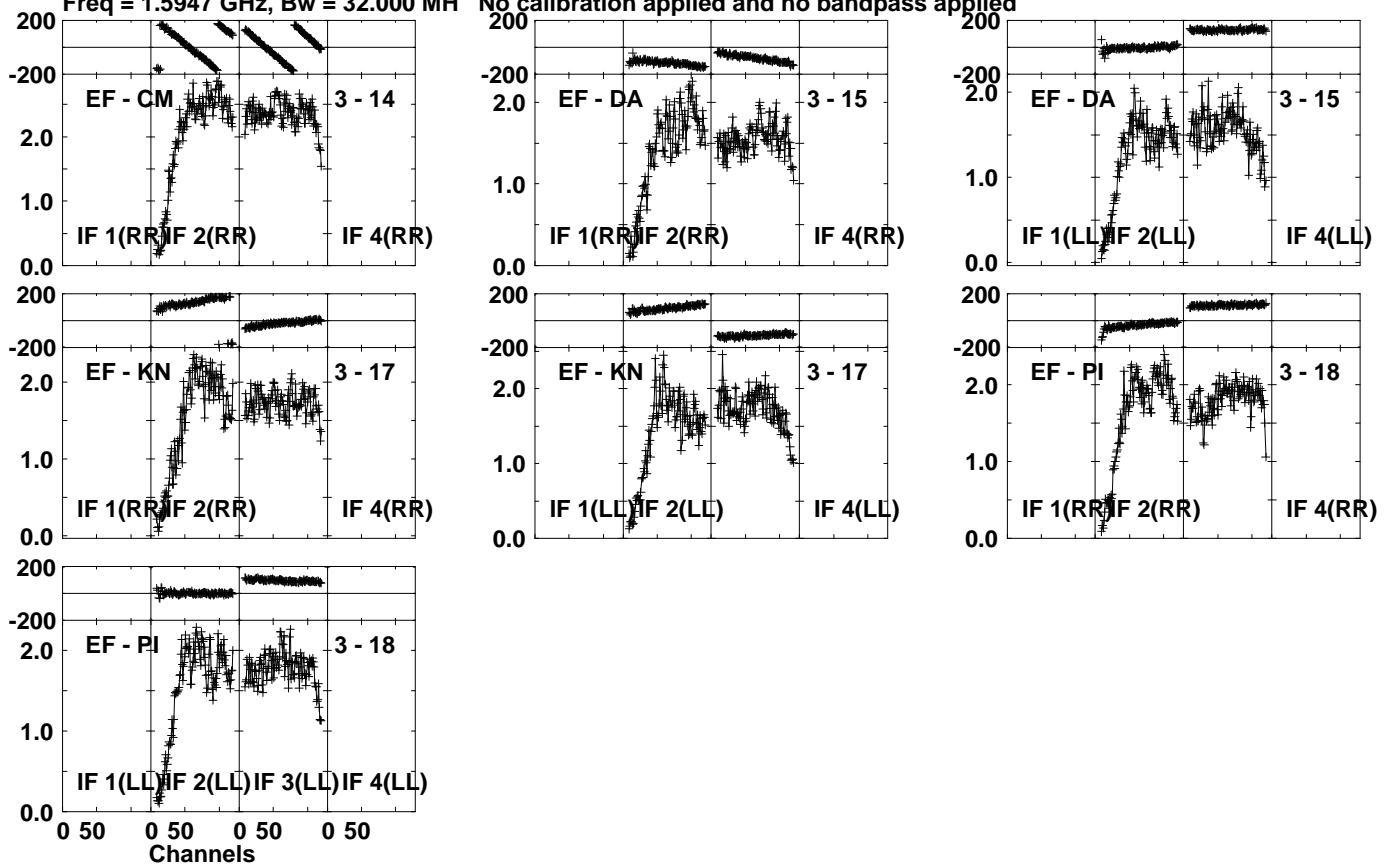 Freq = 1.5947 GHz, Bw = 32.000 MH No calibration applied and no bandpass applied
200
-200
EF - CM 3 - 14
2.0
1.0
IF 1(RR) IF 2(RR) IF 4(RR)
0.0
200
-200
EF - DA 3 - 15
2.0
1.0
IF 1(RR) IF 2(RR) IF 4(RR)
0.0
200
-200
EF - DA 3 - 15
2.0
1.0
IF 1(LL) IF 2(LL) IF 4(LL)
0.0
200
-200
EF - KN 3 - 17
2.0
1.0
IF 1(RR) IF 2(RR) IF 4(RR)
0.0
200
-200
EF - KN 3 - 17
2.0
1.0
IF 1(LL) IF 2(LL) IF 4(LL)
0.0
200
-200
EF - PI 3 - 18
2.0
1.0
IF 1(RR) IF 2(RR) IF 4(RR)
0.0
200
-200
EF - PI 3 - 18
2.0
1.0
IF 1(LL) IF 2(LL) IF 3(LL) IF 4(LL)
0.0
0 50 0 50 0 50 0 50
Channels